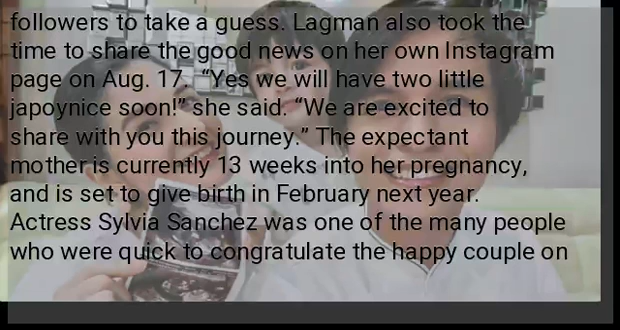 followers to take a guess. Lagman also took the
time to share the good news on her own Instagram
page on Aug. 17.  “Yes we will have two little
japoynice soon!” she said. “We are excited to
share with you this journey.” The expectant
mother is currently 13 weeks into her pregnancy,
and is set to give birth in February next year.
Actress Sylvia Sanchez was one of the many people
who were quick to congratulate the happy couple on